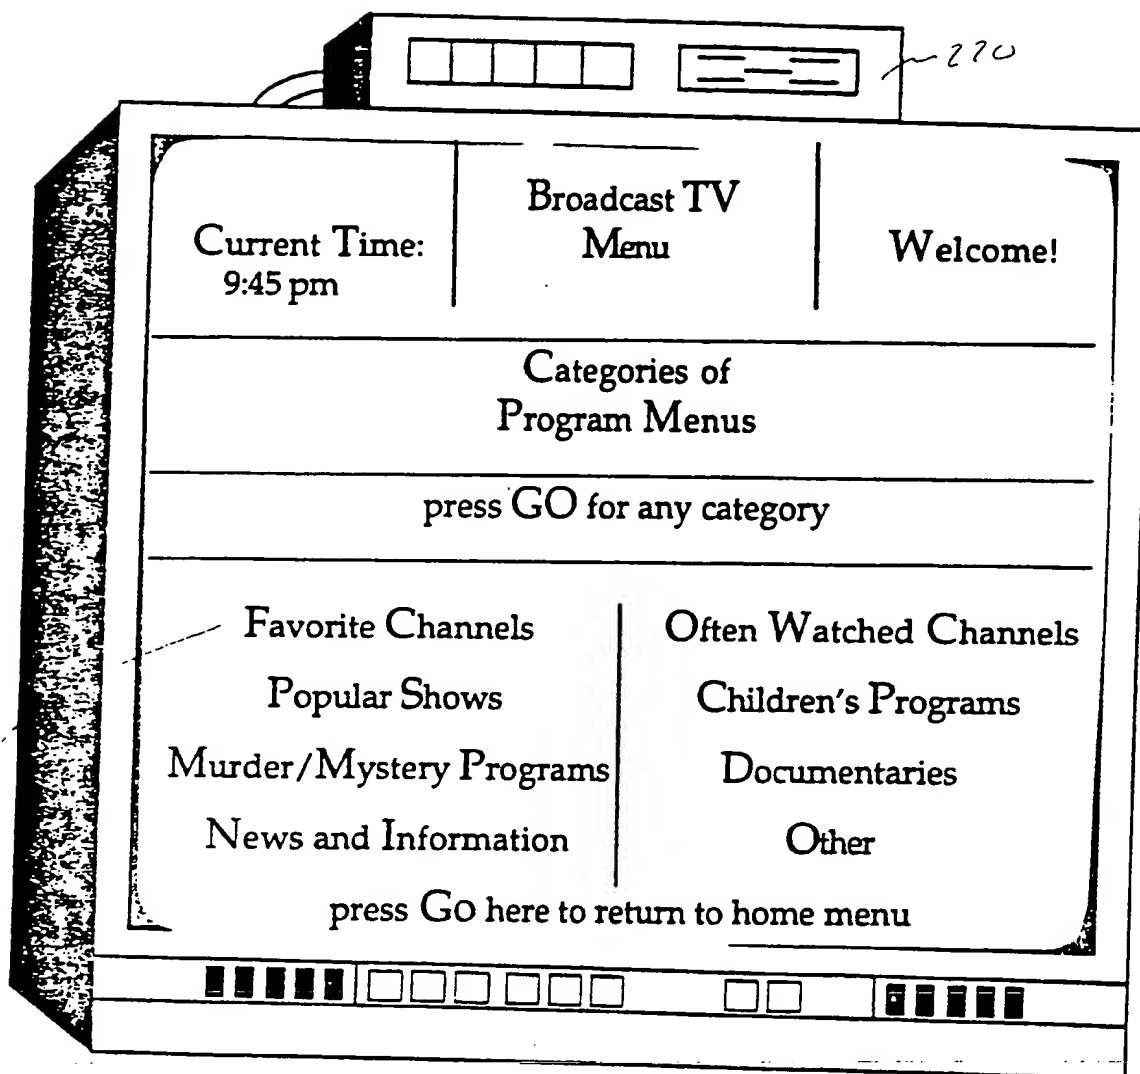 220
Broadcast TV
Menu
Current Time:
9:45 pm
Welcome!
Categories of
Program Menus
press GO for any category
Favorite Channels
Often Watched Channels
Popular Shows
Children's Programs
Murder/Mystery Programs
Documentaries
News and Information
Other
press GO here to return to home menu